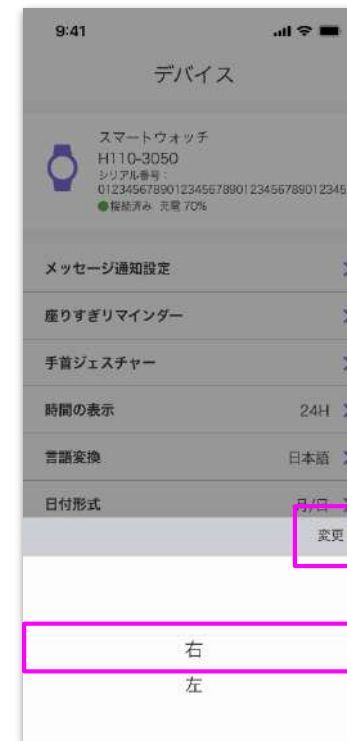 9:41
デバイス
スマートウォッチ
H110-3050
シリアル番号：
012345678901234567890123456789012345
接続済み 充電 70%
メッセージ通知設定
座りすぎリマインダー
手首ジェスチャー
時間の表示 24H
言語変換 日本語
日付形式 月/日
変更
右
左